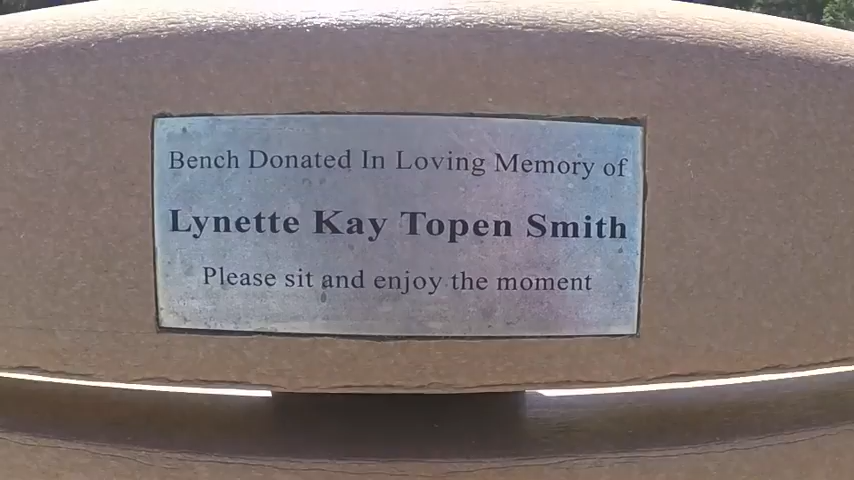 Bench Donated In Loving Memory of
Lynette Kay Topen Smith
Please sit and enjoy the moment